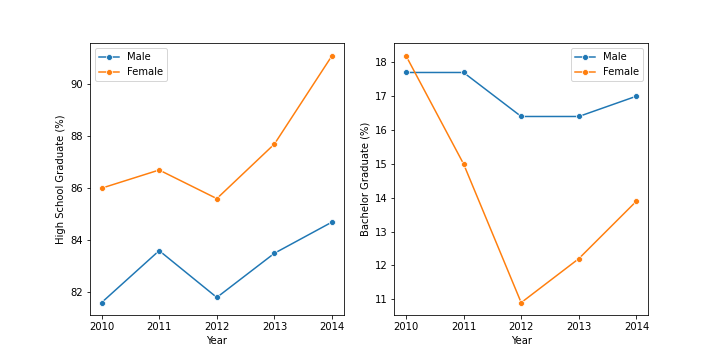 Male
Female
High School Graduate (%)
90
88
86
84
82
2010
2011
2012
2013
2014
Year
Male
Female
Bachelor Graduate (%)
18
17
16
15
14
13
12
11
2010
2011
2012
2013
2014
Year